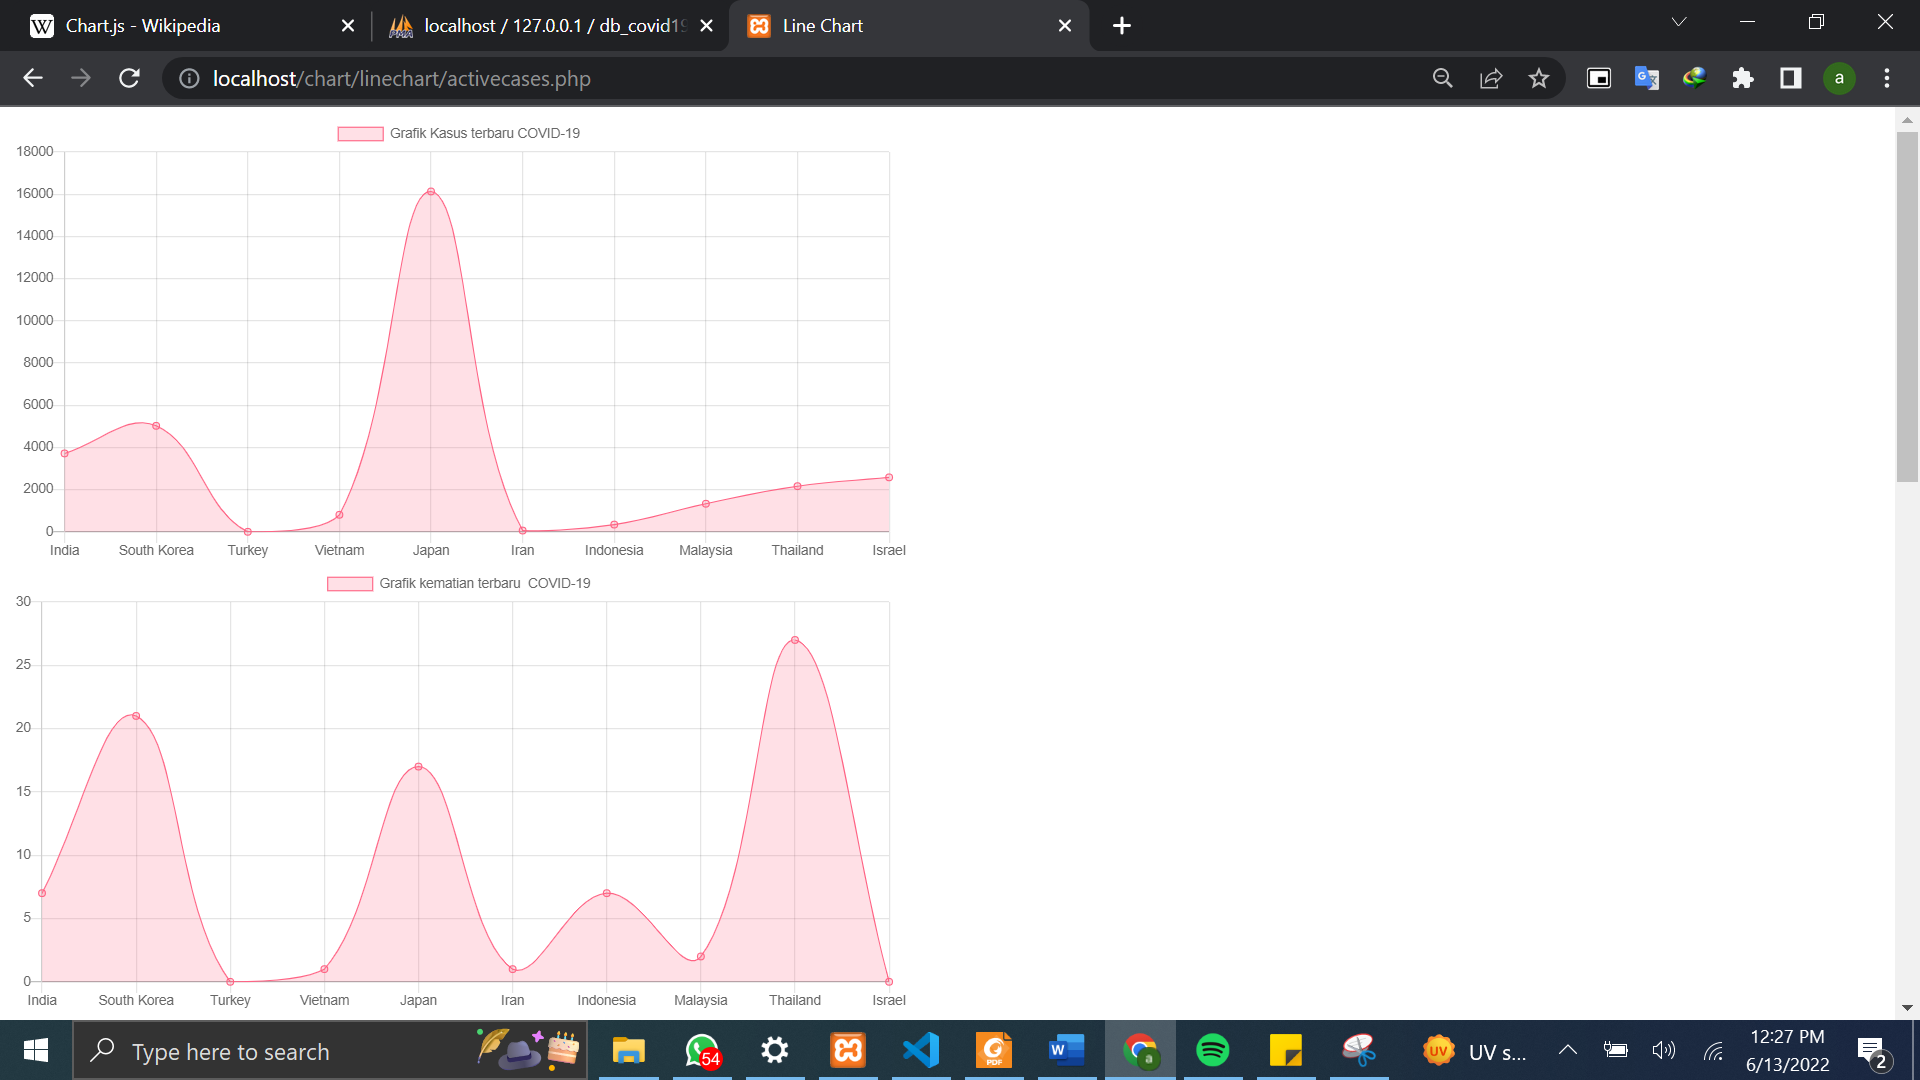 Chart.js - Wikipedia
localhost / 127.0.0.1 / db_covid19
Line Chart
localhost/chart/linechart/activecases.php
a
Grafik Kasus terbaru COVID-19
18000
16000
14000
12000
10000
8000
6000
4000
2000
0
India South Korea Turkey Vietnam Japan Iran Indonesia Malaysia Thailand Israel
Grafik kematian terbaru  COVID-19
30
25
20
15
10
5
0
India South Korea Turkey Vietnam Japan Iran Indonesia Malaysia Thailand Israel
Type here to search
54
PDF
W
a
UV
UV s...
12:27 PM
6/13/2022
2